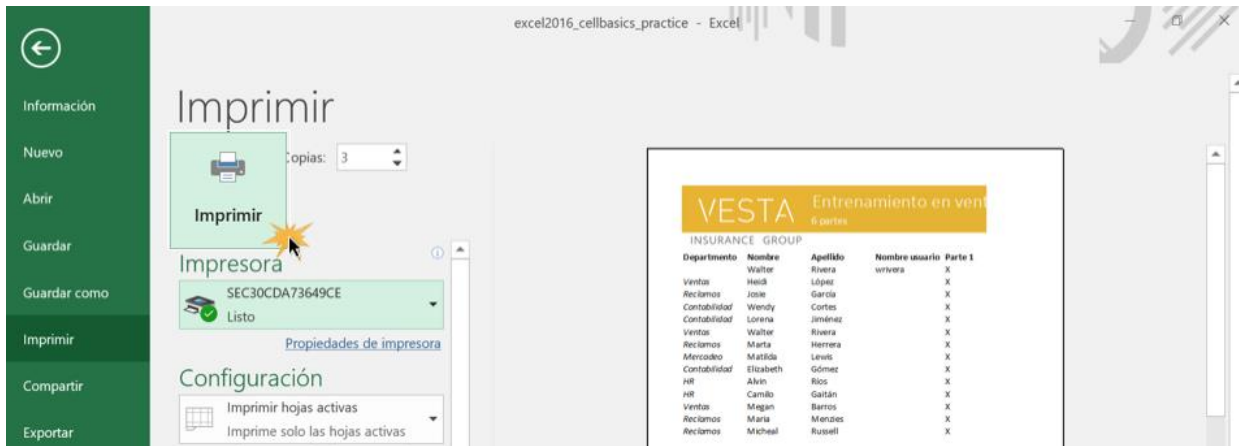 excel2016_cellbasics_practice - Excel
Información
Nuevo
Abrir
Guardar
Guardar como
Imprimir
Compartir
Exportar
Imprimir
Imprimir
opias: 3
Impresora
SEC30CDA73649CE
Listo
Propiedades de impresora
Configuración
Imprimir hojas activas
Imprime solo las hojas activas
VESTA
INSURANCE GROUP
Entrenamiento en vent
6 partes
Departmento Nombre Apellido Nombre usuario Parte 1
Walter Rivera wrivera X
Ventas Heidi López X
Reclamos Josie García X
Contabilidad Wendy Cortes X
Contabilidad Lorena Jiménez X
Ventas Walter Rivera X
Reclamos Marta Herrera X
Mercadeo Matilda Lewis X
Contabilidad Elizabeth Gómez X
HR Alvin Rios X
HR Camilo Gaitán X
Ventas Megan Barros X
Reclamos Maria Menzies X
Reclamos Micheal Russell X